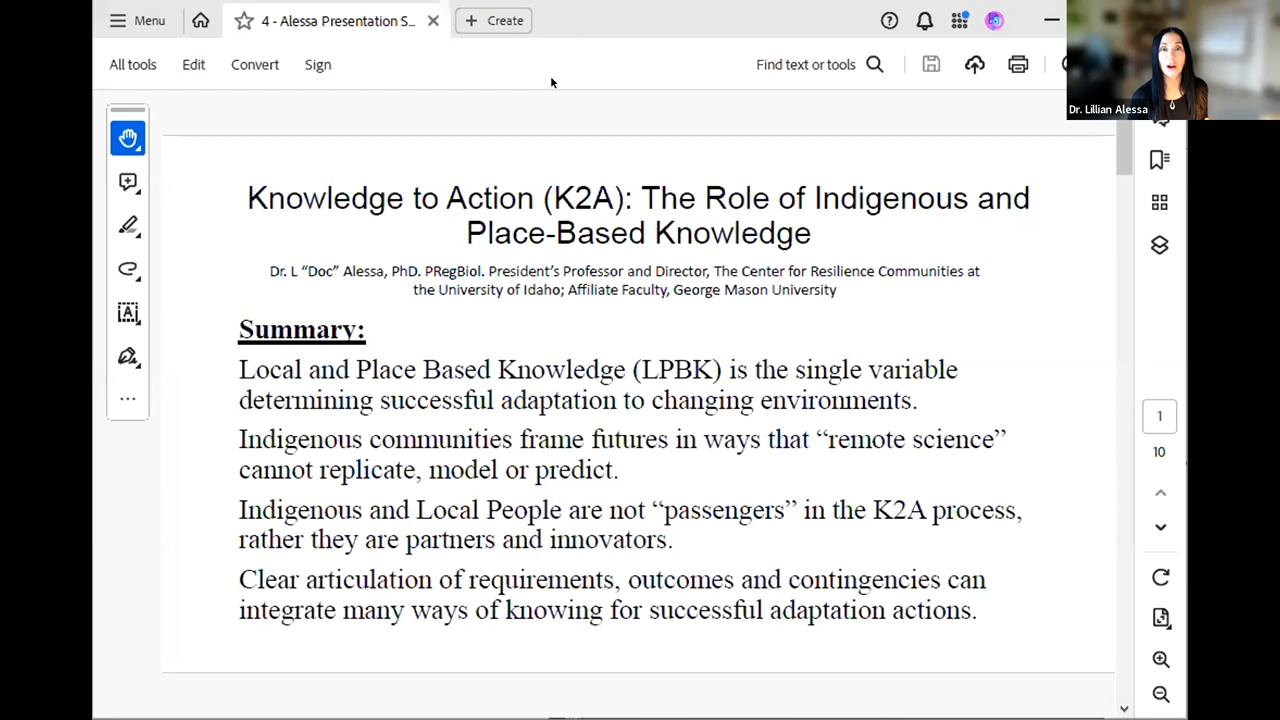 Menu
4 - Alessa Presentation S...
Create
All tools
Edit
Convert
Sign
Find text or tools
Dr. Lillian Alessa
Knowledge to Action (K2A): The Role of Indigenous and
Place-Based Knowledge
Dr. L “Doc” Alessa, PhD. PRegBiol. President’s Professor and Director, The Center for Resilience Communities at
the University of Idaho; Affiliate Faculty, George Mason University
Summary:
Local and Place Based Knowledge (LPBK) is the single variable
determining successful adaptation to changing environments.
Indigenous communities frame futures in ways that “remote science”
cannot replicate, model or predict.
Indigenous and Local People are not “passengers” in the K2A process,
rather they are partners and innovators.
Clear articulation of requirements, outcomes and contingencies can
integrate many ways of knowing for successful adaptation actions.
1
10